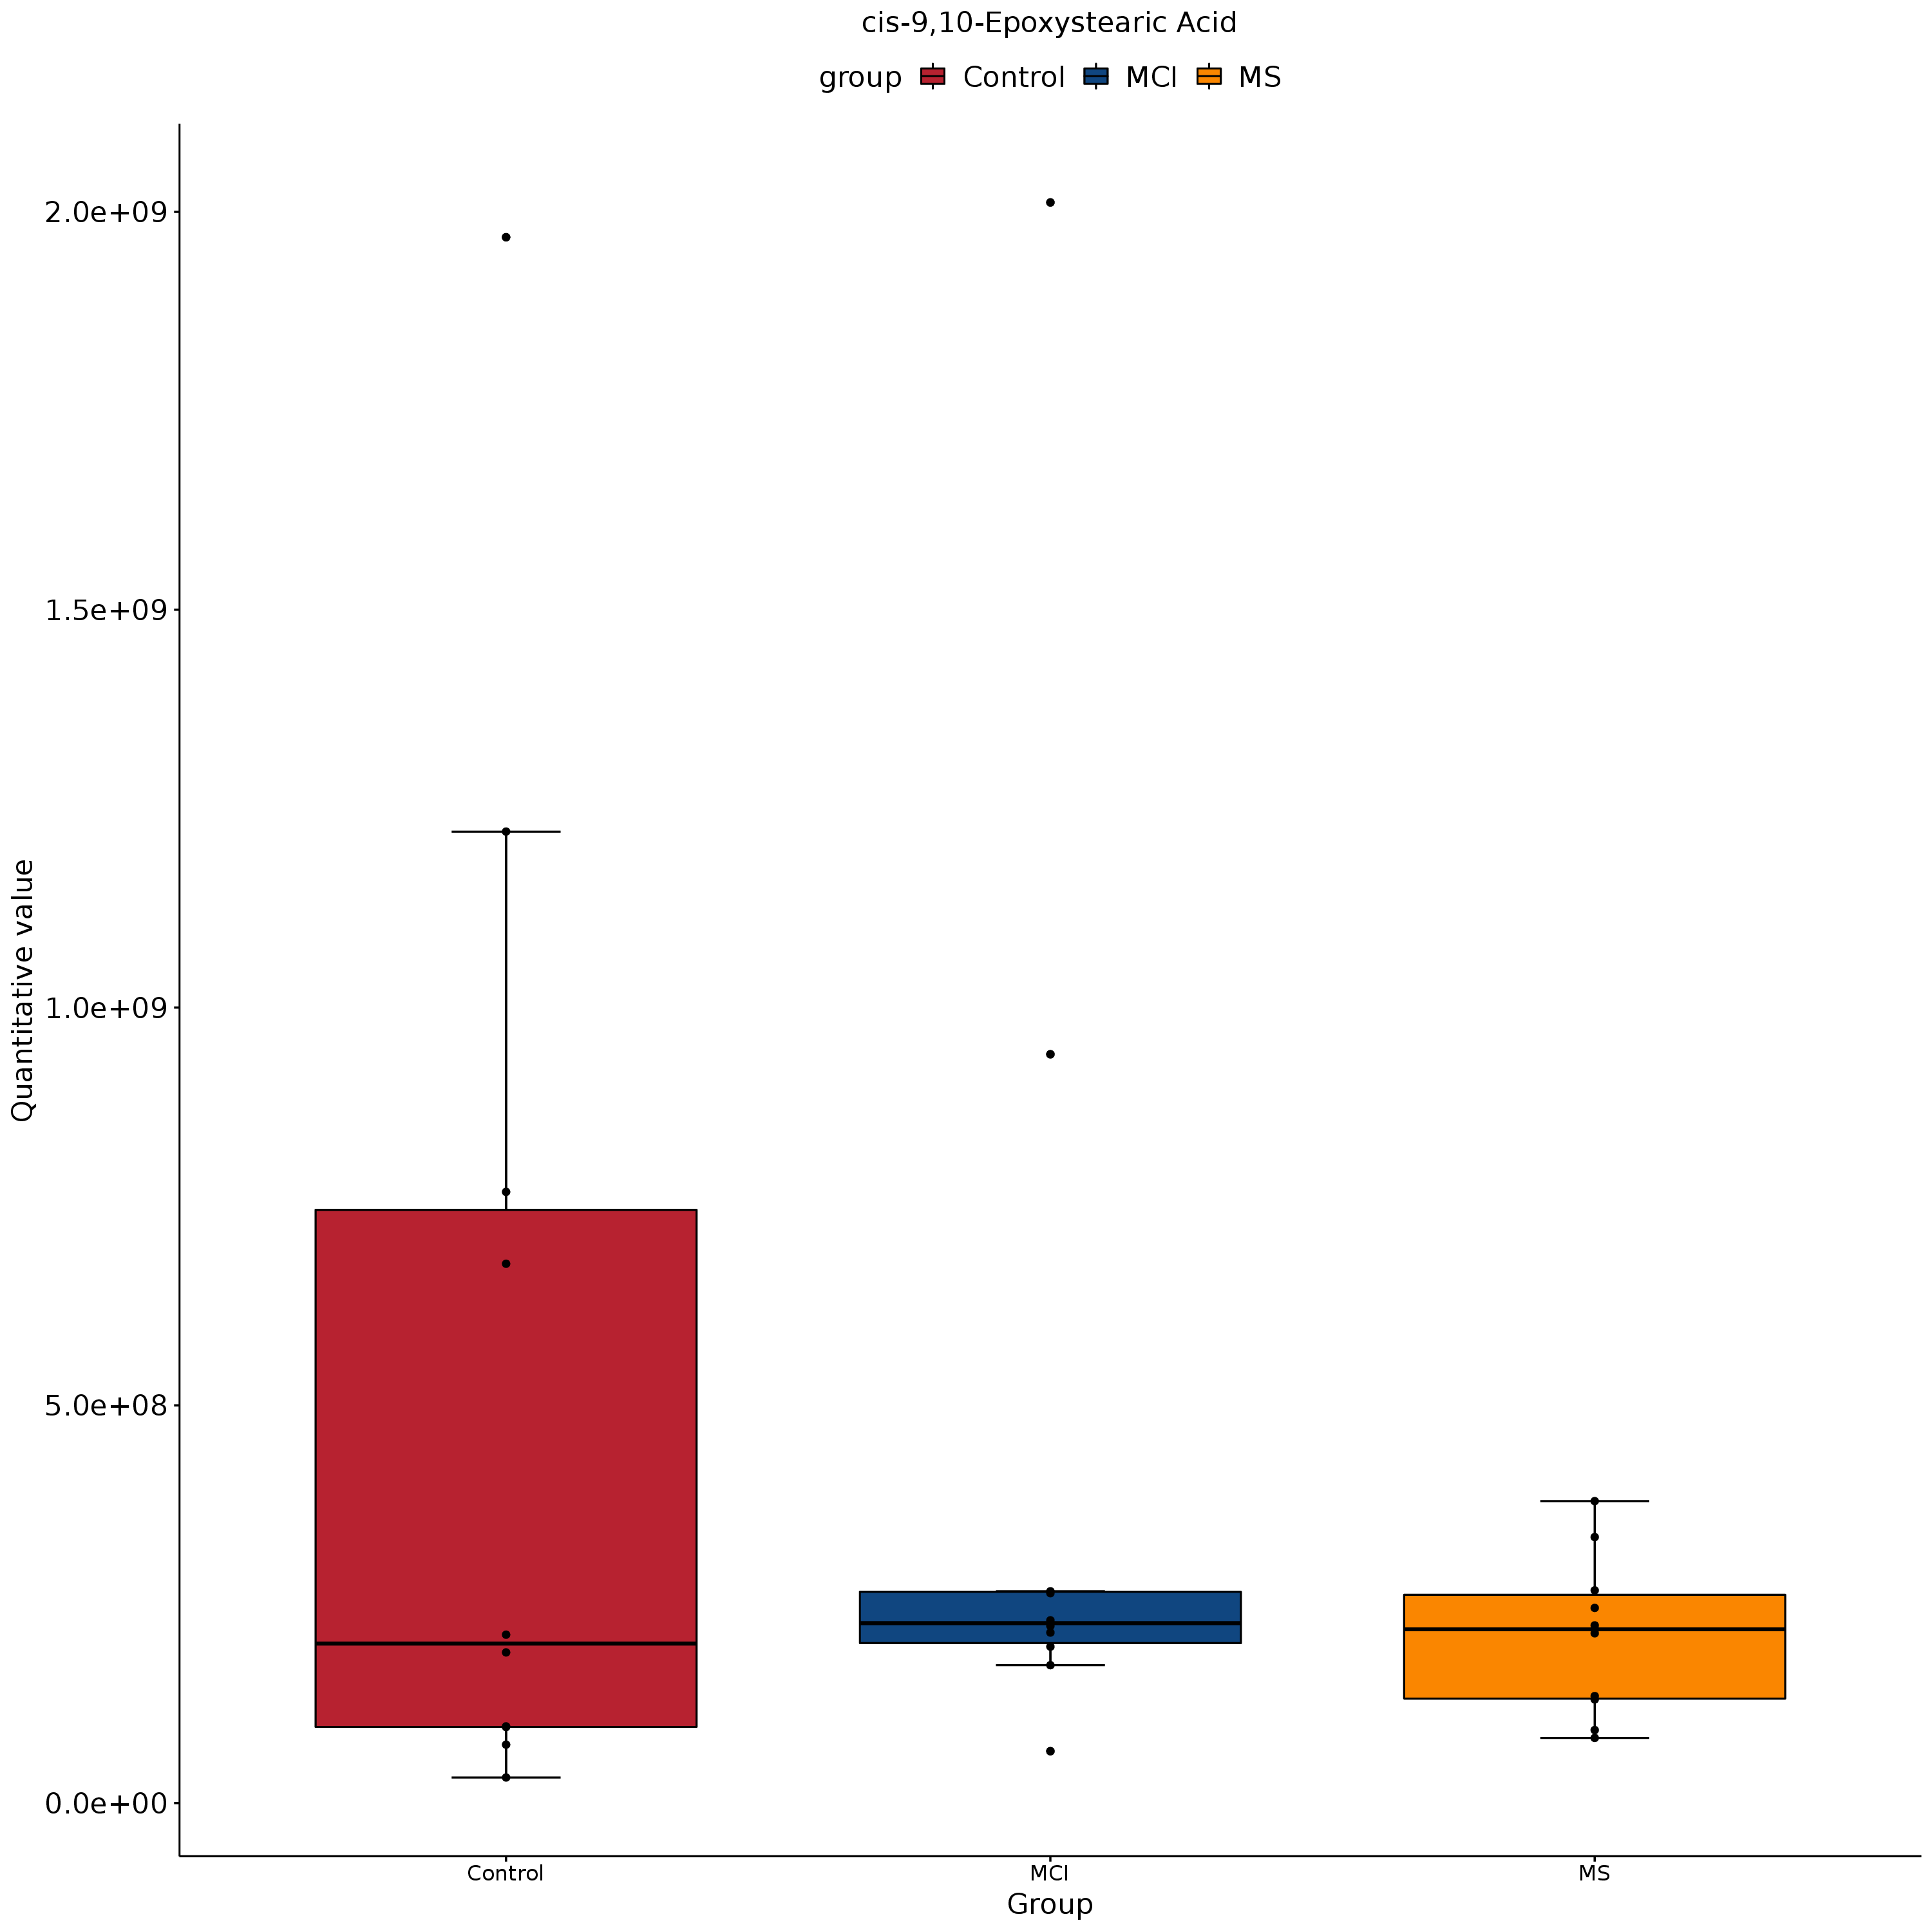 cis-9,10-Epoxystearic Acid
group Control MCI MS
Quantitative value
2.0e+09
1.5e+09
1.0e+09
5.0e+08
0.0e+00
Control MCI MS
Group